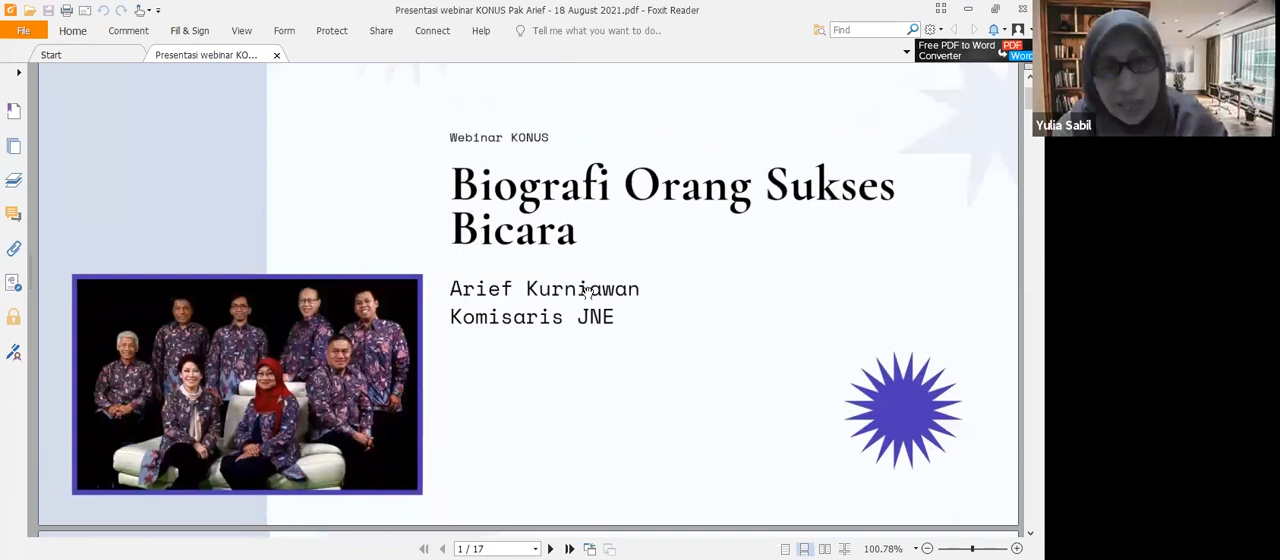 Presentasi webinar KONUS Pak Arief - 18 August 2021.pdf - Foxit Reader
File Home Comment Fill & Sign View Form Protect Share Connect Help Tell me what you want to do.. Find
Free PDF to Word Converter PDF Word
Start Presentasi webinar KO...
Yulia Sabil
Webinar KONUS
Biografi Orang Sukses
Bicara
Arief Kurniawan
Komisaris JNE
1 / 17 100.78%